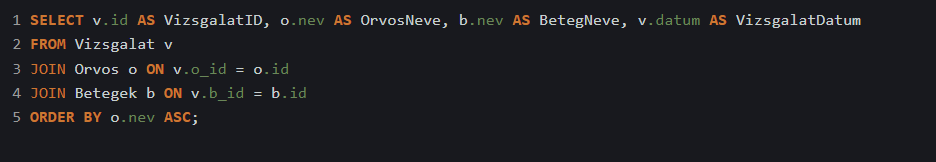 1 SELECT v.id AS VizsgalatID, o.nev AS OrvosNeve, b.nev AS BetegNeve, v.datum AS VizsgalatDatum
2 FROM Vizsgalat v
3 JOIN Orvos o ON v.o_id = o.id
4 JOIN Betegek b ON v.b_id = b.id
5 ORDER BY o.nev ASC;